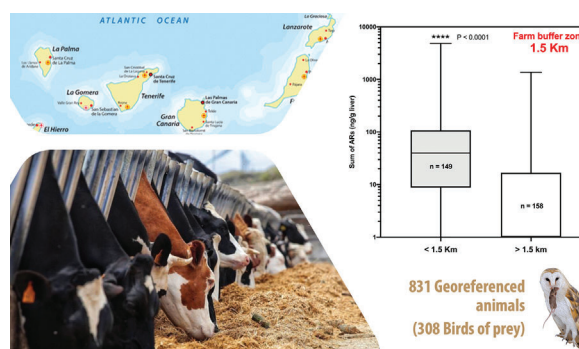 ATLANTIC OCEAN
La Palma
Santa Cruz
de La Palma
La Gomera
San Sebastián
de la Gomera
El Hierro
Tenerife
Santa Cruz
de Tenerife
Gran
Canaria
Las Palmas
de Gran Canaria
Lanzarote
F
**** P < 0.0001
Farm buffer zon
1.5 Km
Sum of ARs (ng/g liver)
10000
1000
100
10
1
n = 149
n = 158
< 1.5 Km
> 1.5 km
831 Georeferenced
animals
(308 Birds of prey)